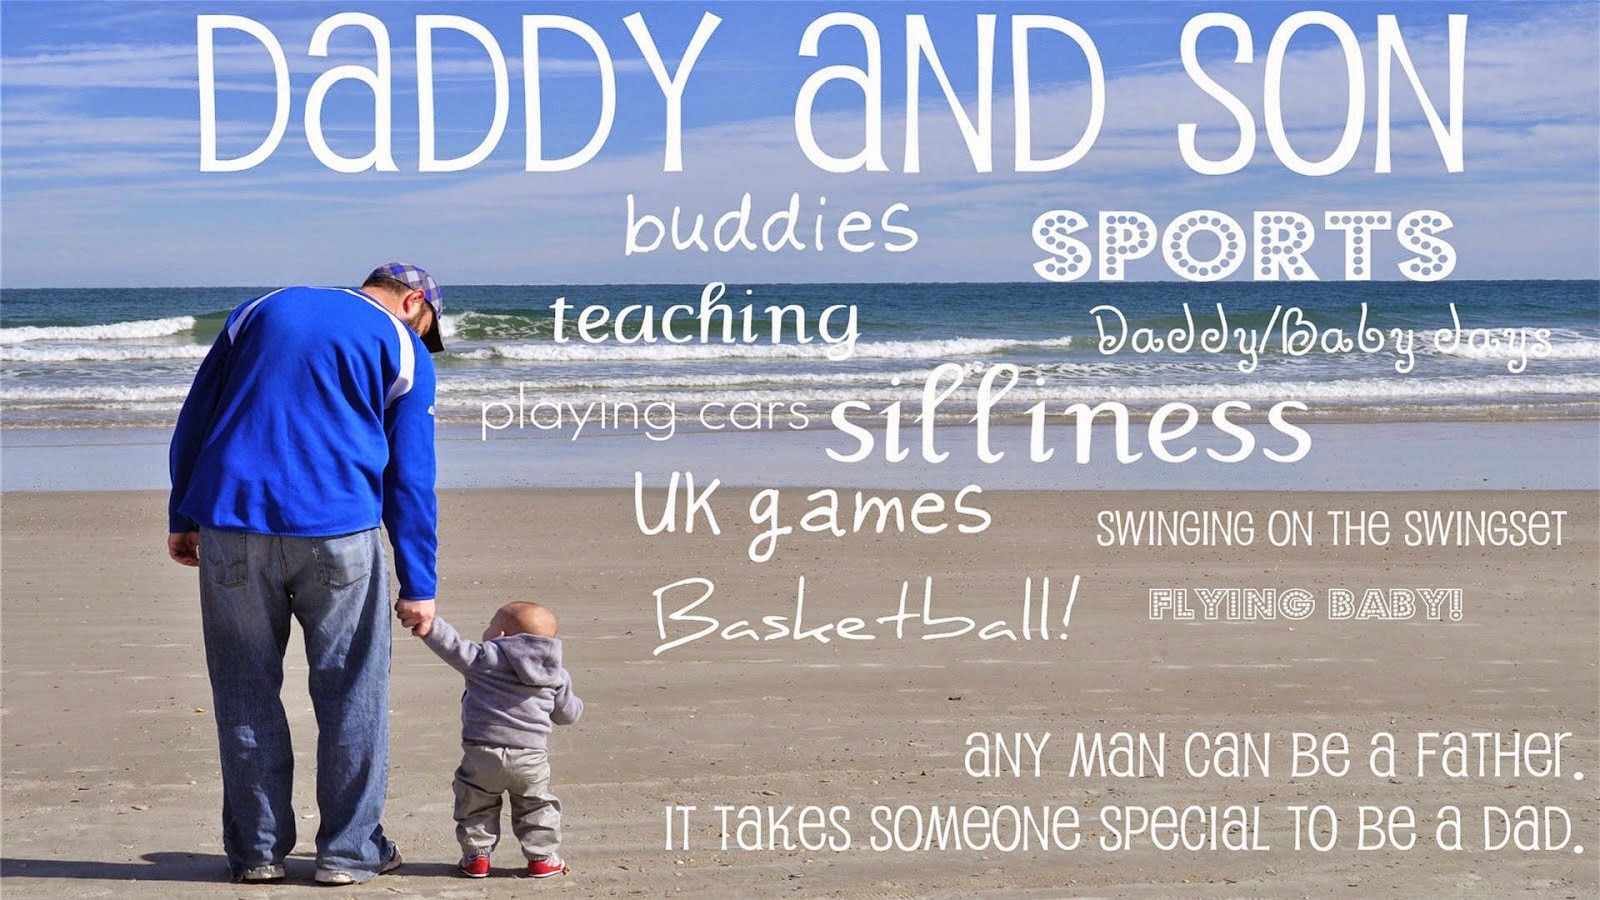 Daddy and Son
buddies
SPORTS
teaching
Daddy/Baby days
playing cars
silliness
UK games
swinging on the swingset
Basketball!
FLYING BABY!
Any man can be a father.
It takes someone special to be a dad.